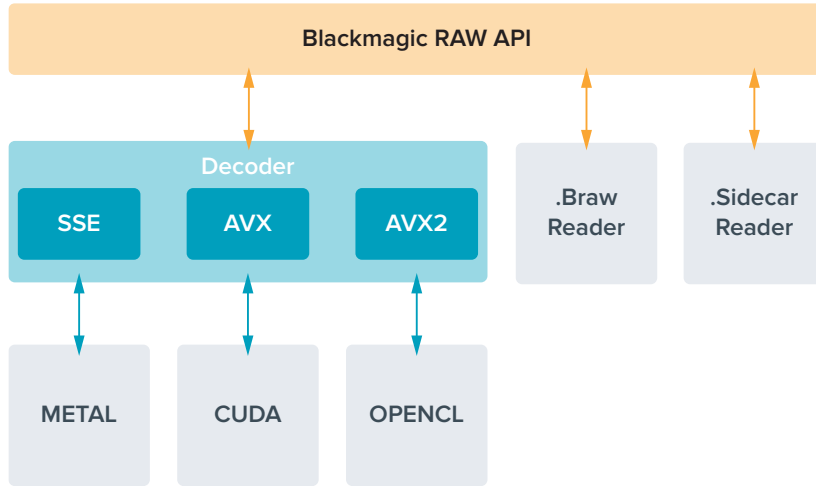 Blackmagic RAW API
Decoder
SSE
AVX
AVX2
.Braw
Reader
.Sidecar
Reader
METAL
CUDA
OPENCL